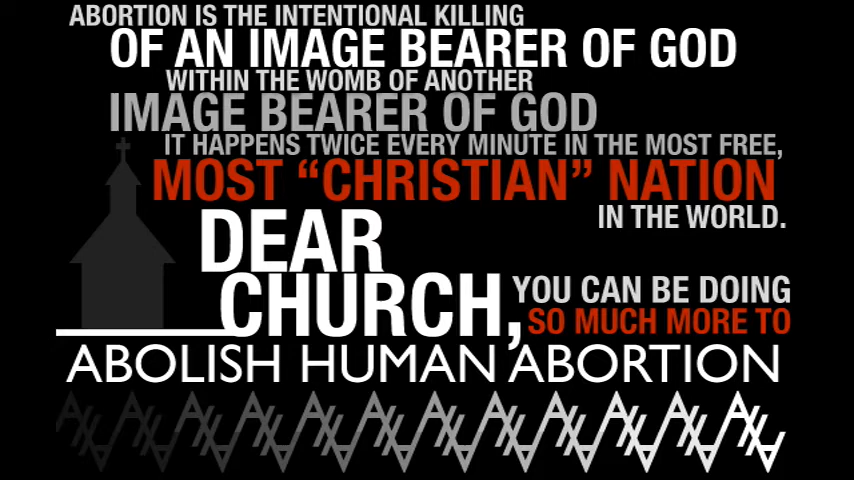 ABORTION IS THE INTENTIONAL KILLING
OF AN IMAGE BEARER OF GOD
WITHIN THE WOMB OF ANOTHER
IMAGE BEARER OF GOD
IT HAPPENS TWICE EVERY MINUTE IN THE MOST FREE,
MOST “CHRISTIAN” NATION
IN THE WORLD.
DEAR
CHURCH,
YOU CAN BE DOING
SO MUCH MORE TO
ABOLISH HUMAN ABORTION